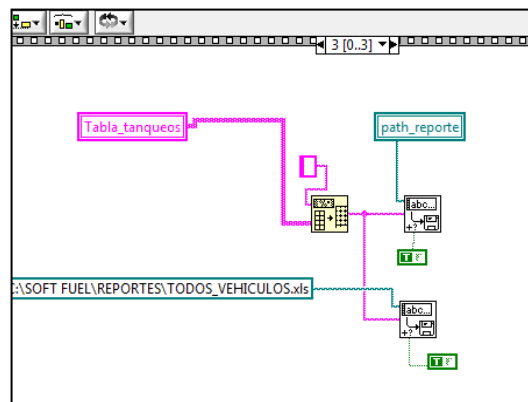 3 [0..3]
Tabla_tanqueos
path_reporte
abc...
+?
T
C:\SOFT FUEL\REPORTES\TODOS_VEHICULOS.xls
abc...
+?
T